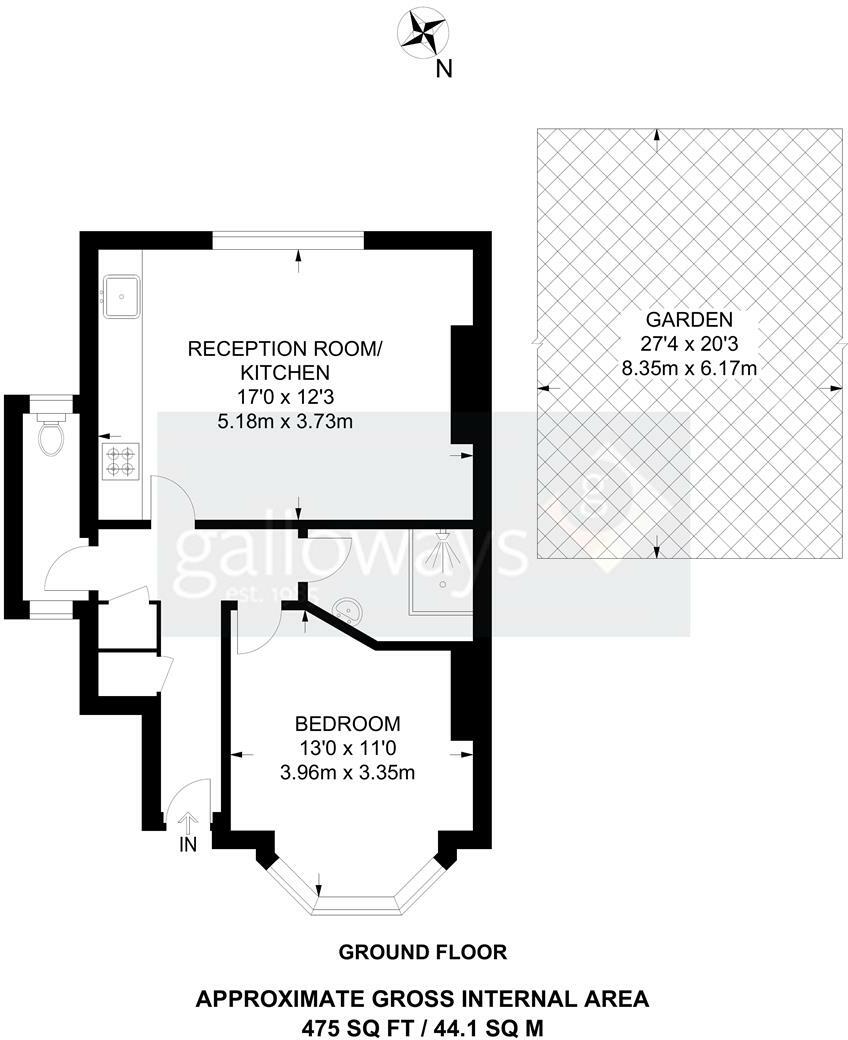 N
GARDEN
27'4 x 20'3
8.35m x 6.17m
RECEPTION ROOM/
KITCHEN
17'0 x 12'3
5.18m x 3.73m
galloways
est. 1985
BEDROOM
13'0 x 11'0
3.96m x 3.35m
IN
GROUND FLOOR
APPROXIMATE GROSS INTERNAL AREA
475 SQ FT / 44.1 SQ M